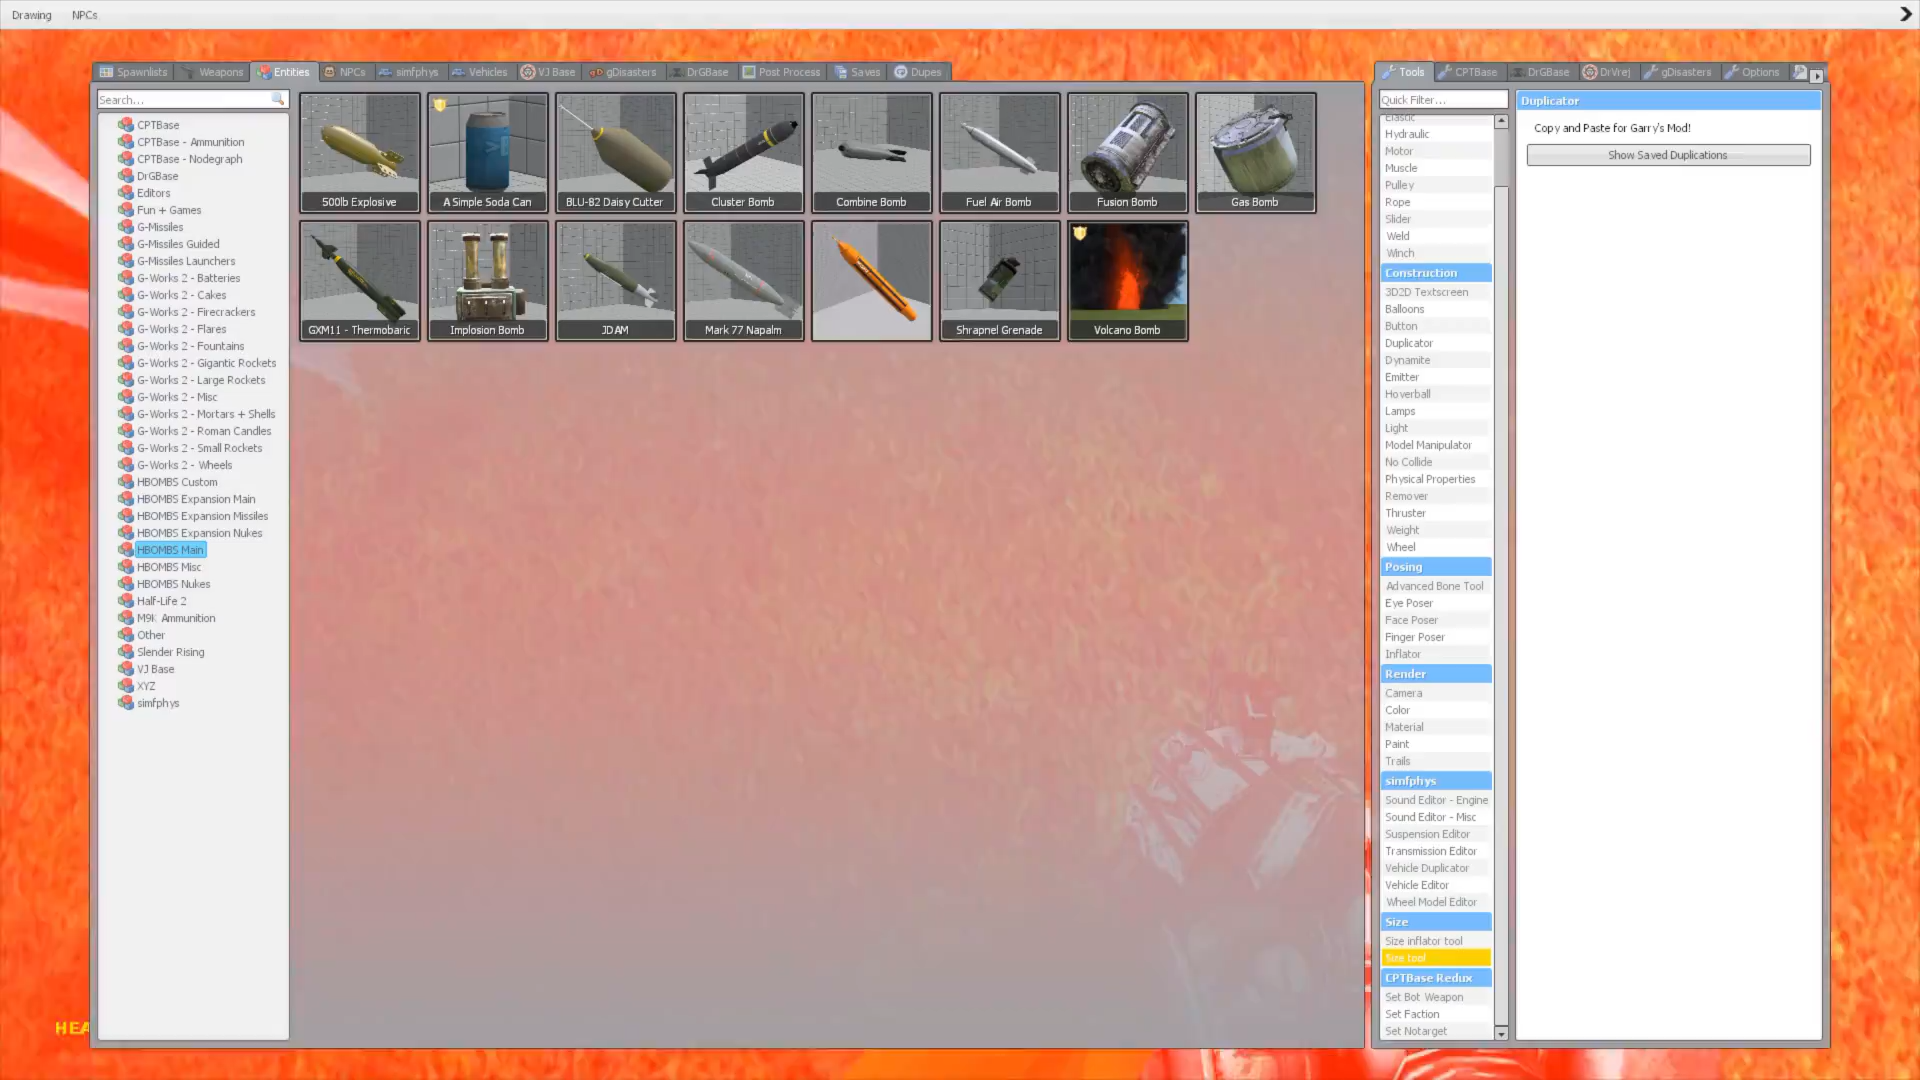 Drawing NPCs
Spawnlists Weapons Entities NPCs simfphys Vehicles VJ Base gDisasters DrGBase Post Process Saves Dupes
Search...
CPTBase
CPTBase - Ammunition
CPTBase - Nodegraph
DrGBase
Editors
Fun + Games
G-Missiles
G-Missiles Guided
G-Missiles Launchers
G-Works 2 - Batteries
G-Works 2 - Cakes
G-Works 2 - Firecrackers
G-Works 2 - Flares
G-Works 2 - Fountains
G-Works 2 - Gigantic Rockets
G-Works 2 - Large Rockets
G-Works 2 - Misc
G-Works 2 - Mortars + Shells
G-Works 2 - Roman Candles
G-Works 2 - Small Rockets
G-Works 2 - Wheels
HBOMBS Custom
HBOMBS Expansion Main
HBOMBS Expansion Missiles
HBOMBS Expansion Nukes
HBOMBS Main
HBOMBS Misc
HBOMBS Nukes
Half-Life 2
M9K Ammunition
Other
Slender Rising
VJ Base
XYZ
simfphys
500lb Explosive
A Simple Soda Can
BLU-82 Daisy Cutter
Cluster Bomb
Combine Bomb
Fuel Air Bomb
Fusion Bomb
Gas Bomb
GXM11 - Thermobaric
Implosion Bomb
JDAM
Mark 77 Napalm
Shrapnel Grenade
Volcano Bomb
HEA
Tools CPTBase DrGBase DrVrej gDisasters Options
Quick Filter...
Elastic
Hydraulic
Motor
Muscle
Pulley
Rope
Slider
Weld
Winch
Construction
3D2D Textscreen
Balloons
Button
Duplicator
Dynamite
Emitter
Hoverball
Lamps
Light
Model Manipulator
No Collide
Physical Properties
Remover
Thruster
Weight
Wheel
Posing
Advanced Bone Tool
Eye Poser
Face Poser
Finger Poser
Inflator
Render
Camera
Color
Material
Paint
Trails
simfphys
Sound Editor - Engine
Sound Editor - Misc
Suspension Editor
Transmission Editor
Vehicle Duplicator
Vehicle Editor
Wheel Model Editor
Size
Size inflator tool
Size tool
CPTBase Redux
Set Bot Weapon
Set Faction
Set Notarget
Duplicator
Copy and Paste for Garry's Mod!
Show Saved Duplications